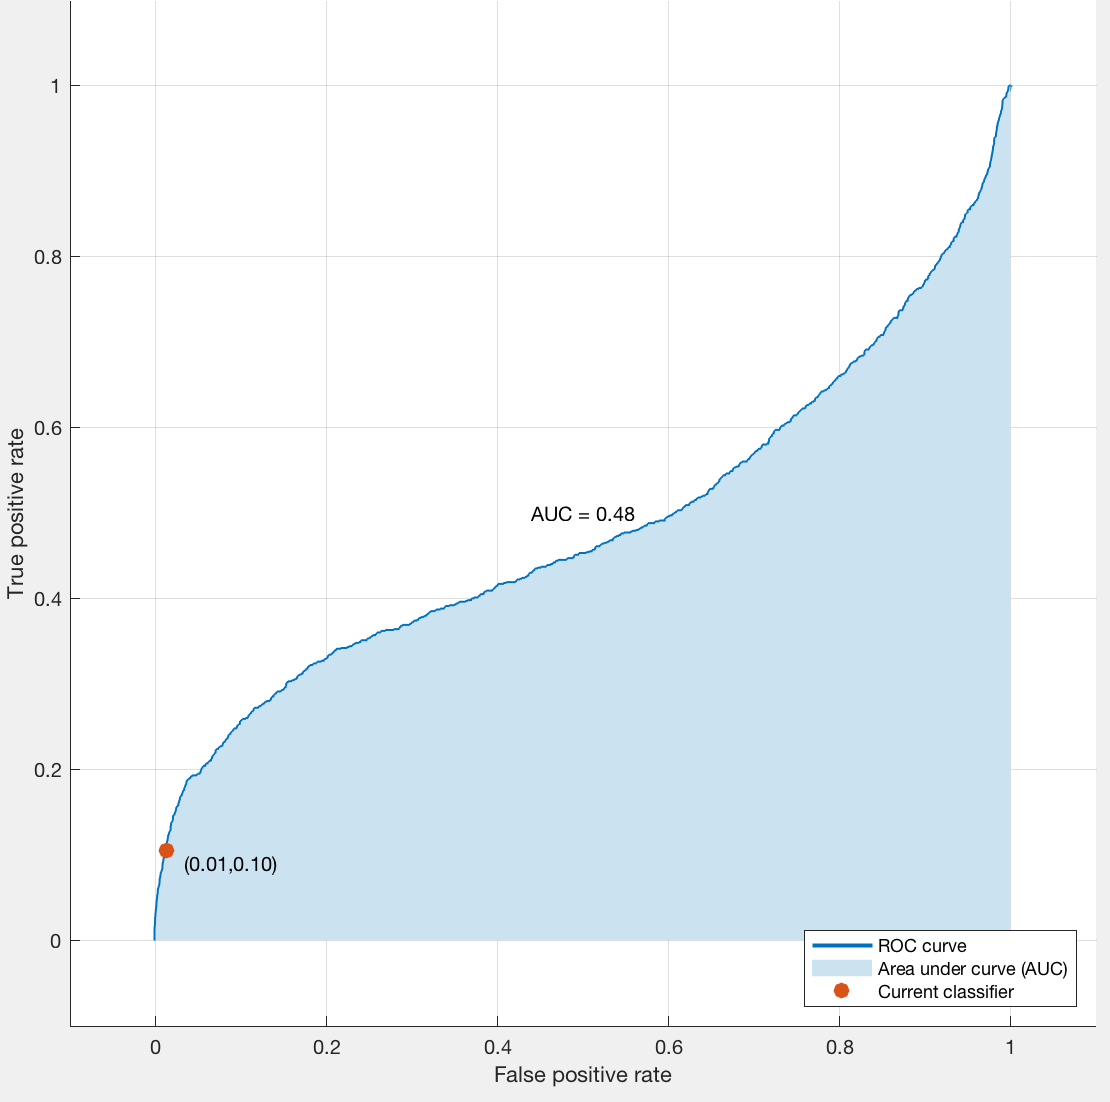 1
0.8
0.6
0.4
0.2
0
True positive rate
AUC = 0.48
(0.01,0.10)
ROC curve
Area under curve (AUC)
Current classifier
0 0.2 0.4 0.6 0.8 1
False positive rate